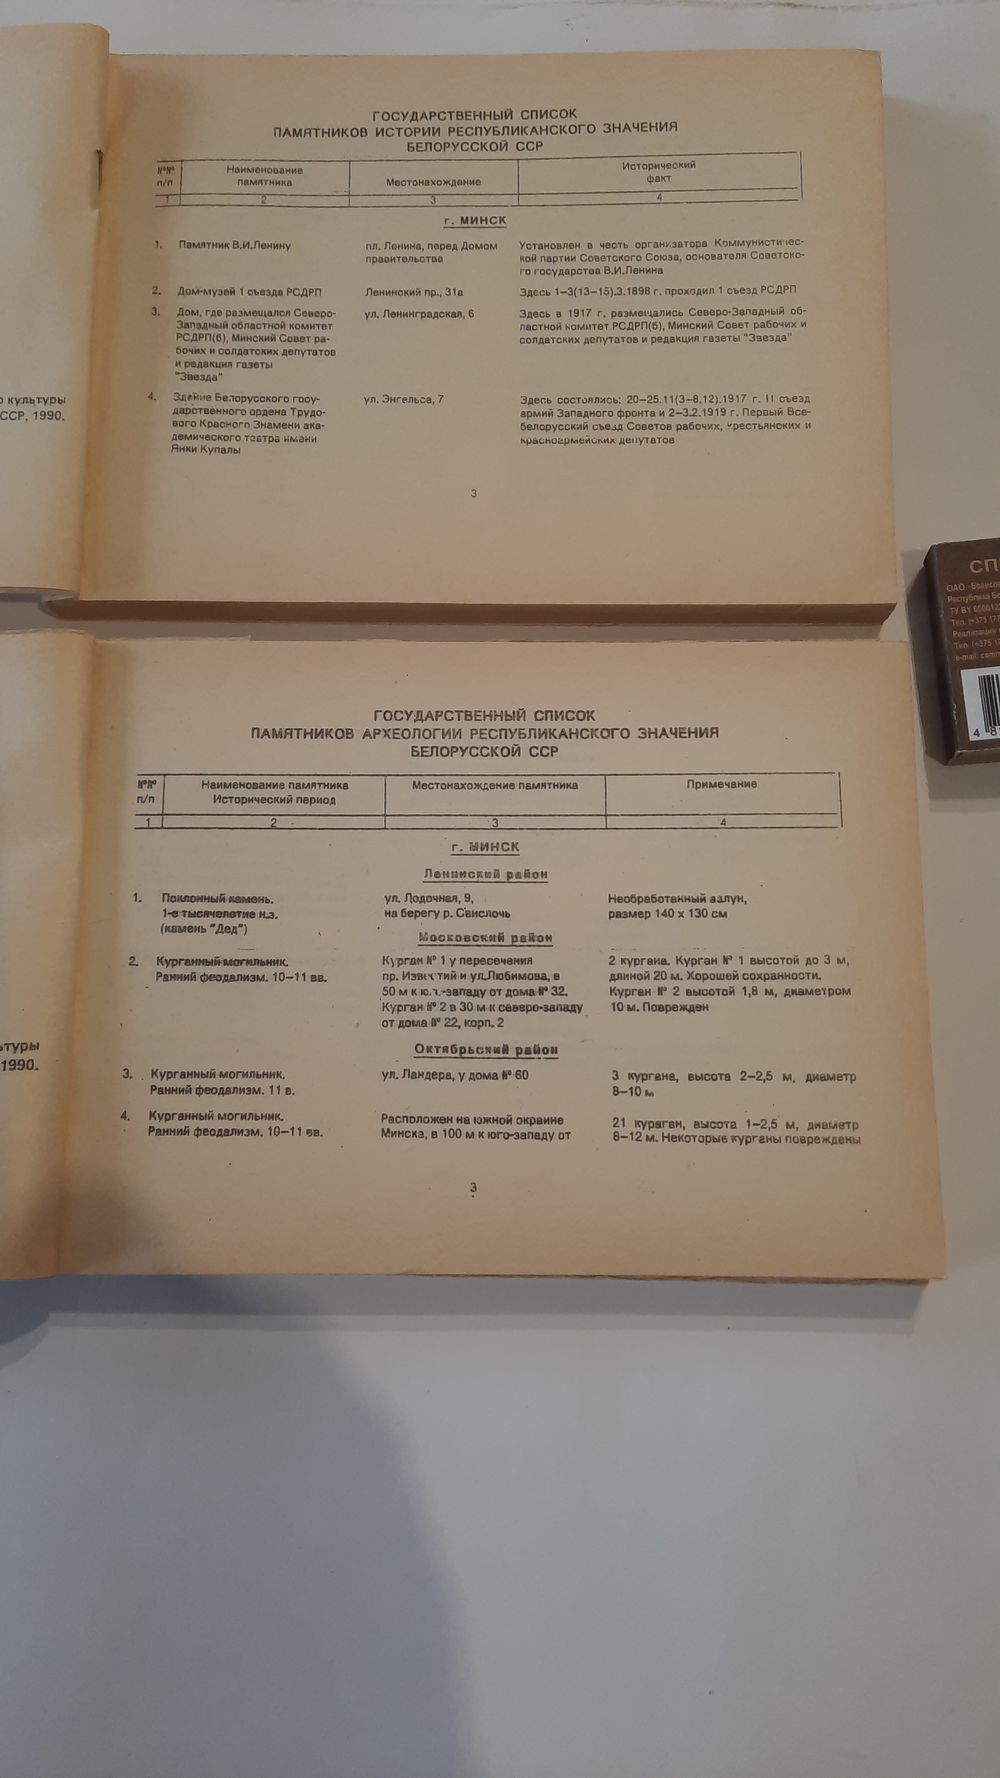 ГОСУДАРСТВЕННЫЙ СПИСОК
ПАМЯТНИКОВ ИСТОРИИ РЕСПУБЛИКАНСКОГО ЗНАЧЕНИЯ
БЕЛОРУССКОЙ ССР
№№ п/п
Наименование памятника
Местонахождение
Исторический факт
1 2 3 4
г. МИНСК
1. Памятник В.И.Ленину
пл. Ленина, перед Домом
правительства
Установлен в честь организатора Коммунистичес-
кой партии Советского Союза, основателя Советско-
го государства В.И.Ленина
2. Дом-музей 1 съезда РСДРП
Ленинский пр., 31а
Здесь 1-3(13-15).3.1898 г. проходил 1 съезд РСДРП
3. Дом, где размещался Северо-
Западный областной комитет
РСДРП(б), Минский Совет ра-
бочих и солдатских депутатов
и редакция газеты
"Звезда"
ул. Ленинградская, 6
Здесь в 1917 г. размещались Северо-Западный об-
ластной комитет РСДРП(б), Минский Совет рабочих и
солдатских депутатов и редакция газеты "Звезда"
4. Здание Белорусского госу-
дарственного ордена Трудо-
вого Красного Знамени ака-
демического театра имени
Янки Купалы
ул. Энгельса, 7
Здесь состоялись: 20-25.11(3-8.12).1917 г. II съезд
армий Западного фронта и 2-3.2.1919 г. Первый Все-
белорусский съезд Советов рабочих, крестьянских и
красноармейских депутатов
3
культуры
ССР, 1990.
СП
ОАО
Республика
Тел.
Реализация
Тел.
e-mail:
4
ГОСУДАРСТВЕННЫЙ СПИСОК
ПАМЯТНИКОВ АРХЕОЛОГИИ РЕСПУБЛИКАНСКОГО ЗНАЧЕНИЯ
БЕЛОРУССКОЙ ССР
№№ п/п
Наименование памятника
Исторический период
Местонахождение памятника
Примечание
1 2 3 4
г. МИНСК
Ленинский район
1. Поклонный камень.
1-е тысячелетие н.э.
(камень "Дед")
ул. Лодочная, 9,
на берегу р. Свислочь
Необработанный валун,
размер 140 х 130 см
Московский район
2. Курганный могильник.
Ранний феодализм. 10-11 вв.
Курган № 1 у пересечения
пр. Известий и ул.Любимова, в
50 м к ю.-западу от дома № 32.
Курган № 2 в 30 м к северо-западу
от дома № 22, корп. 2
2 кургана. Курган № 1 высотой до 3 м,
длиной 20 м. Хорошей сохранности.
Курган № 2 высотой 1,8 м, диаметром
10 м. Поврежден
Октябрьский район
3. Курганный могильник.
Ранний феодализм. 11 в.
ул. Ландера, у дома № 60
3 кургана, высота 2-2,5 м, диаметр
8-10 м
4. Курганный могильник.
Ранний феодализм. 10-11 вв.
Расположен на южной окраине
Минска, в 100 м к юго-западу от
21 кураган, высота 1-2,5 м, диаметр
8-12 м. Некоторые курганы повреждены
3
1990.